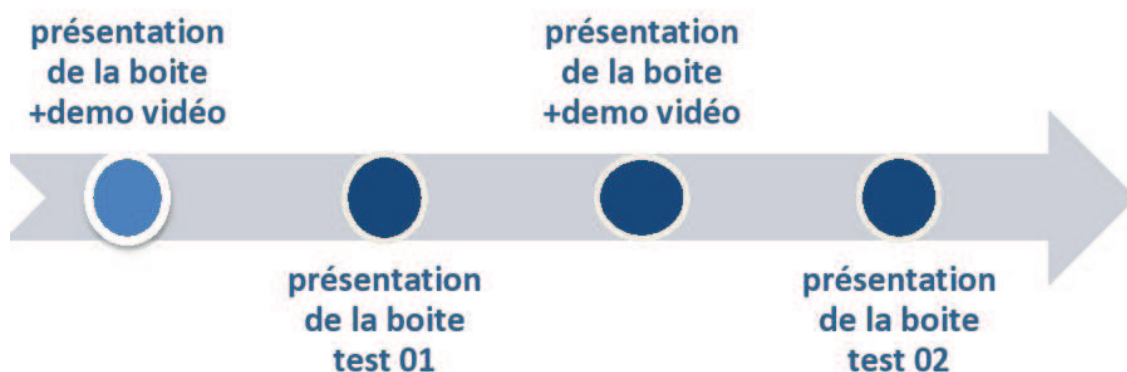 présentation
de la boite
+demo vidéo
présentation
de la boite
test 01
présentation
de la boite
+demo vidéo
présentation
de la boite
test 02